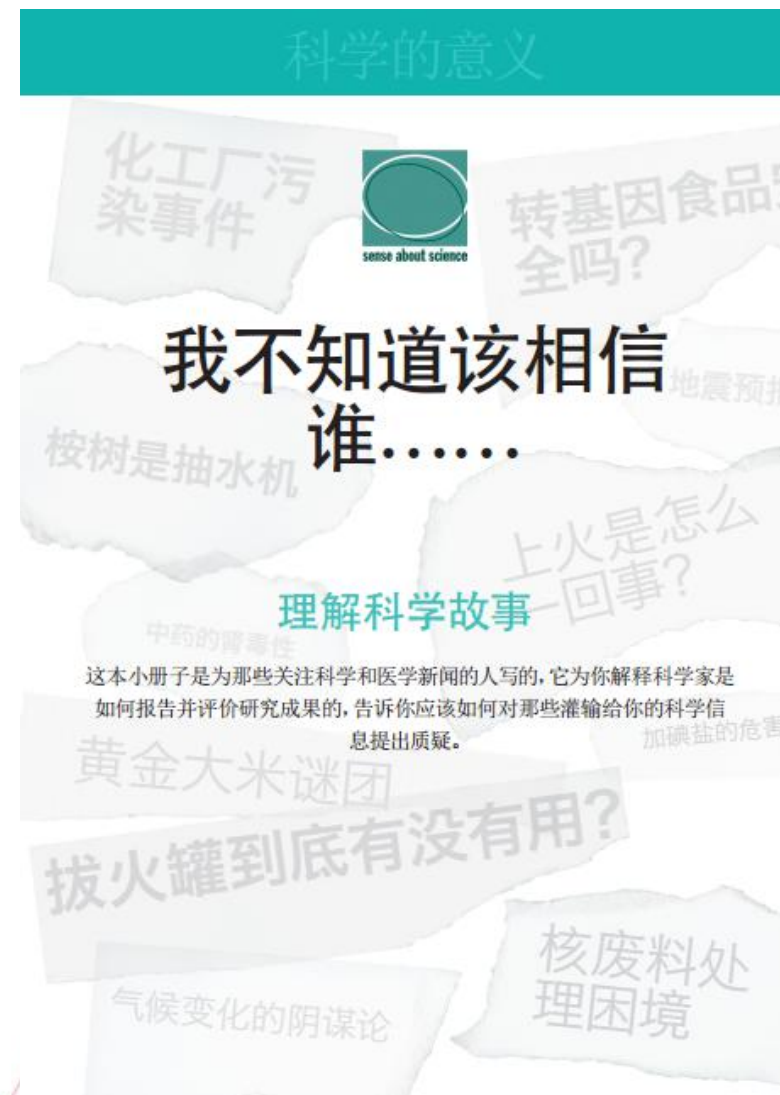 科学的意义
化工厂污
染事件
sense about science
转基因食品安
全吗?
我不知道该相信
谁……
地震预报
桉树是抽水机
上火是怎么
一回事?
理解科学故事
中药的肾毒性
这本小册子是为那些关注科学和医学新闻的人写的, 它为你解释科学家是
如何报告并评价研究成果的, 告诉你应该如何对那些灌输给你的科学信
息提出质疑。
加碘盐的危害
黄金大米谜团
拔火罐到底有没有用?
核废料处
理困境
气候变化的阴谋论